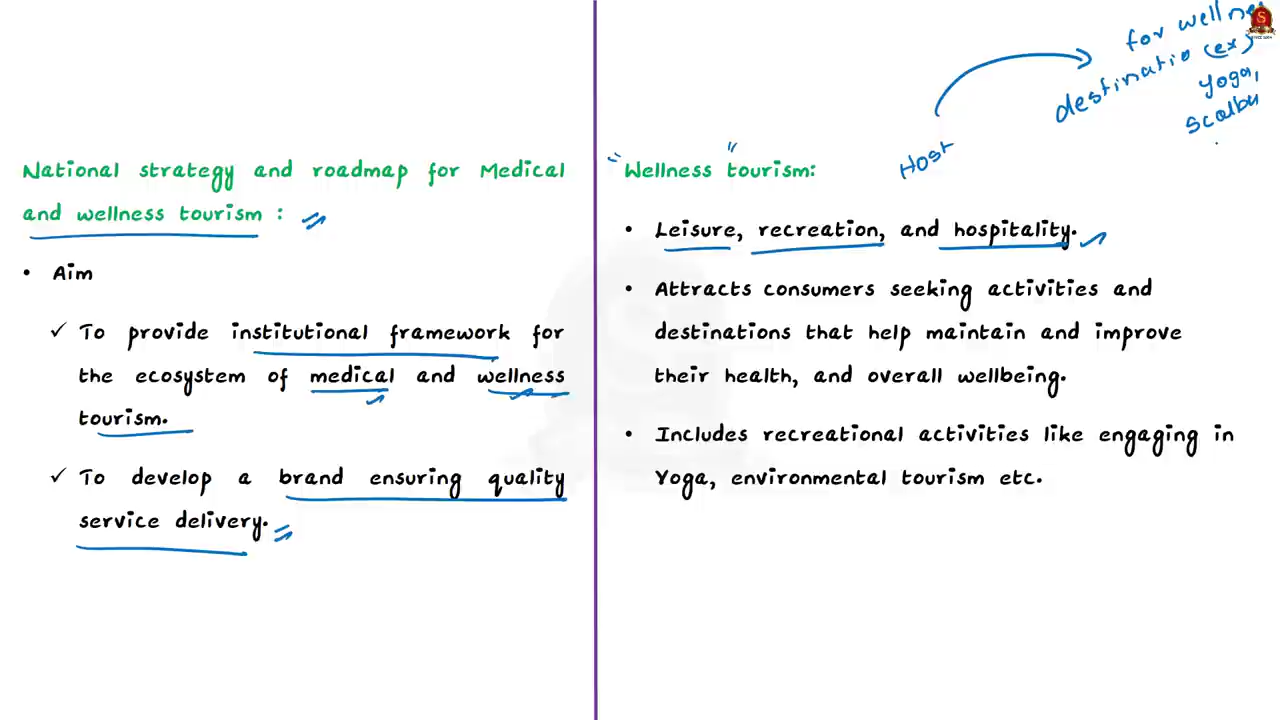 National strategy and roadmap for Medical
and wellness tourism :
• Aim
✓ To provide institutional framework for
the ecosystem of medical and wellness
tourism.
✓ To develop a brand ensuring quality
service delivery.
for wellne
destinatio (ex)
Yoga,
Host
"Wellness" tourism:
• Leisure, recreation, and hospitality.
• Attracts consumers seeking activities and
destinations that help maintain and improve
their health, and overall wellbeing.
• Includes recreational activities like engaging in
Yoga, environmental tourism etc.